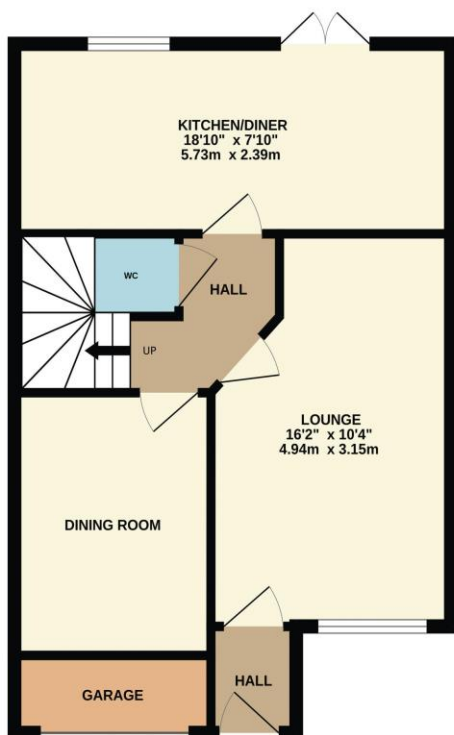 KITCHEN/DINER
18'10" x 7'10"
5.73m x 2.39m
WC
HALL
UP
LOUNGE
16'2" x 10'4"
4.94m x 3.15m
DINING ROOM
GARAGE
HALL